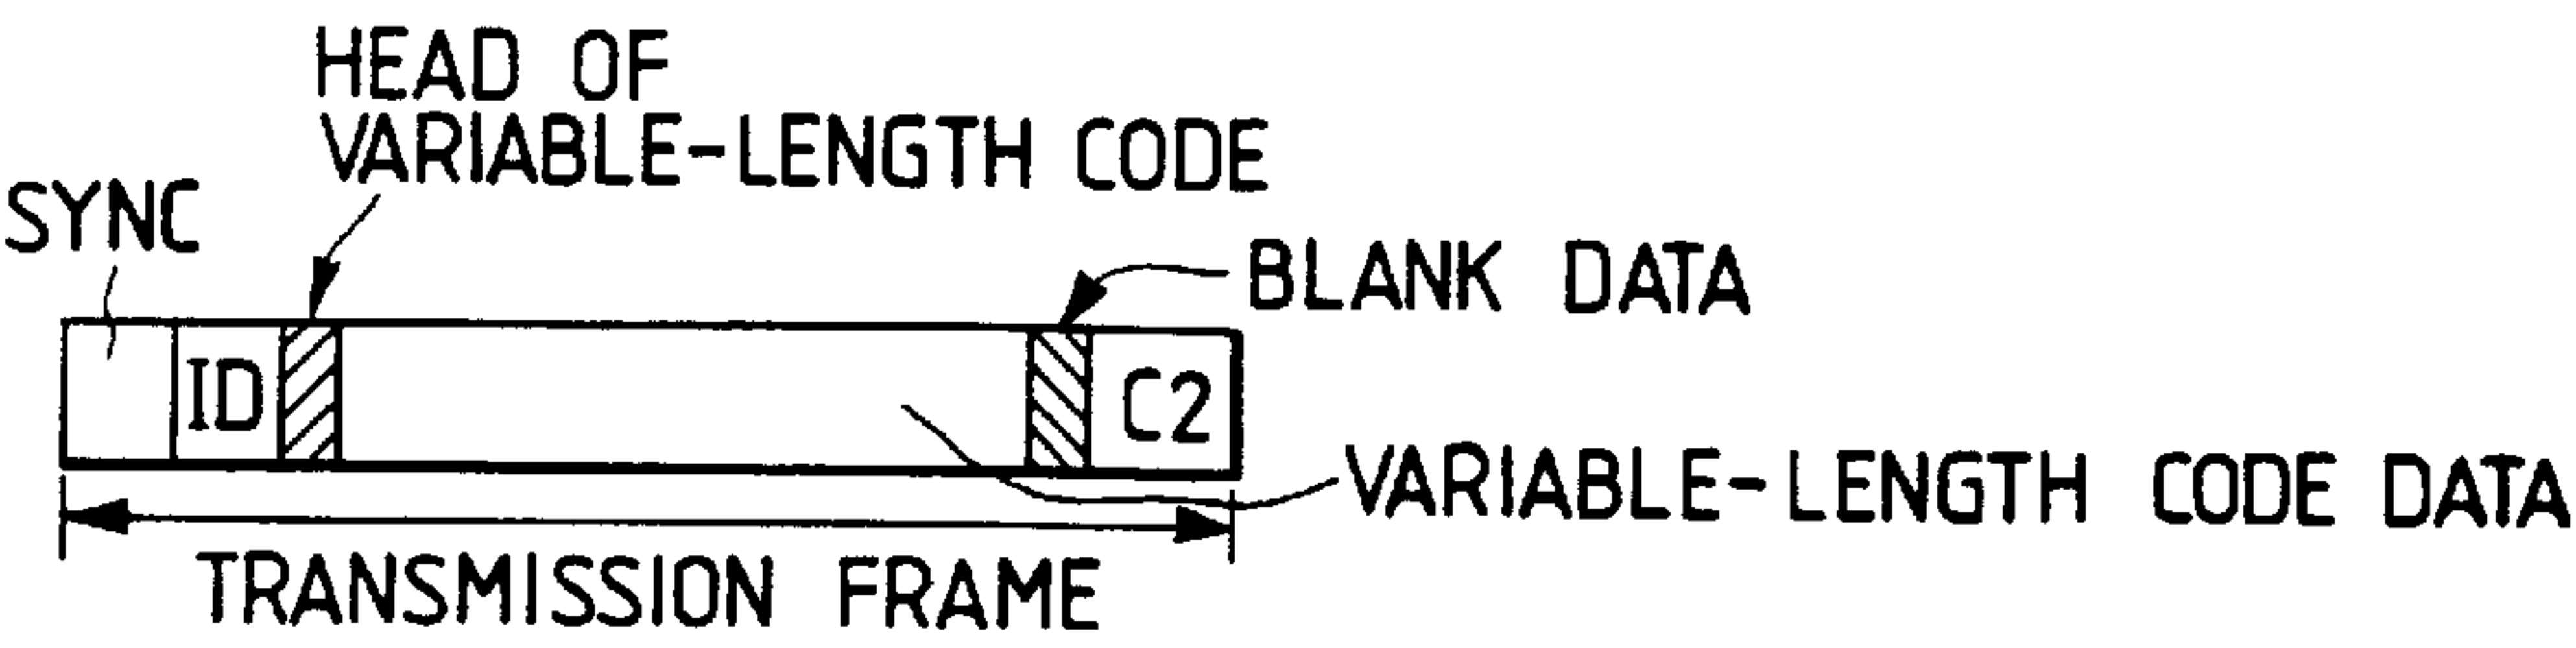 HEAD OF
VARIABLE-LENGTH CODE
SYNC
BLANK DATA
ID
C2
VARIABLE-LENGTH CODE DATA
TRANSMISSION FRAME